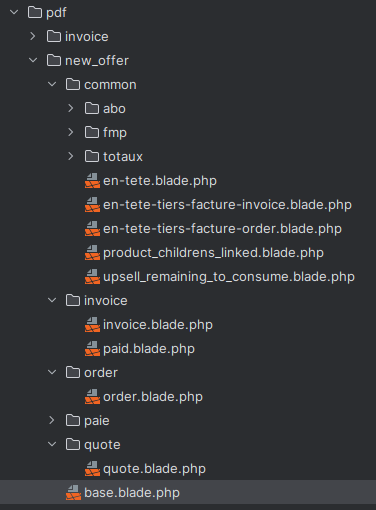 pdf
invoice
new_offer
common
abo
fmp
totaux
en-tete.blade.php
en-tete-tiers-facture-invoice.blade.php
en-tete-tiers-facture-order.blade.php
product_childrens_linked.blade.php
upsell_remaining_to_consume.blade.php
invoice
invoice.blade.php
paid.blade.php
order
order.blade.php
paie
quote
quote.blade.php
base.blade.php